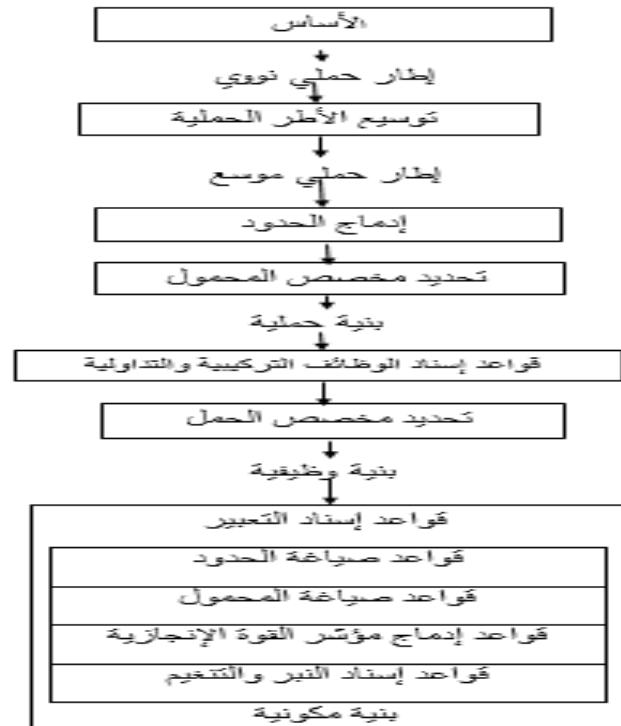 الأساس
إطار حملي نووي
توسيع الأطر الحملية
إطار حملي موسع
إدماج الحدود
تحديد مخصص المحمول
بنية حملية
قواعد إسناد الوظائف التركيبية والتداولية
تحديد مخصص الحمل
بنية وظيفية
قواعد إسناد التعبير
قواعد صياغة الحدود
قواعد صياغة المحمول
قواعد إدماج مؤشر القوة الإنجازية
قواعد إسناد النبر والتنغيم
بنية مكونية